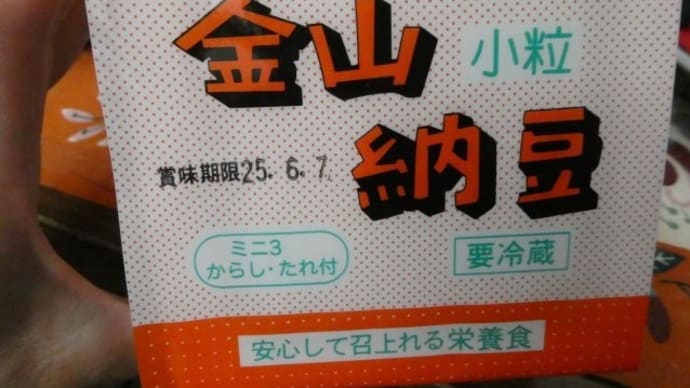 金山
小粒
納豆
賞味期限25. 6. 7
ミニ3
からし・たれ付
要冷蔵
安心して召上れる栄養食